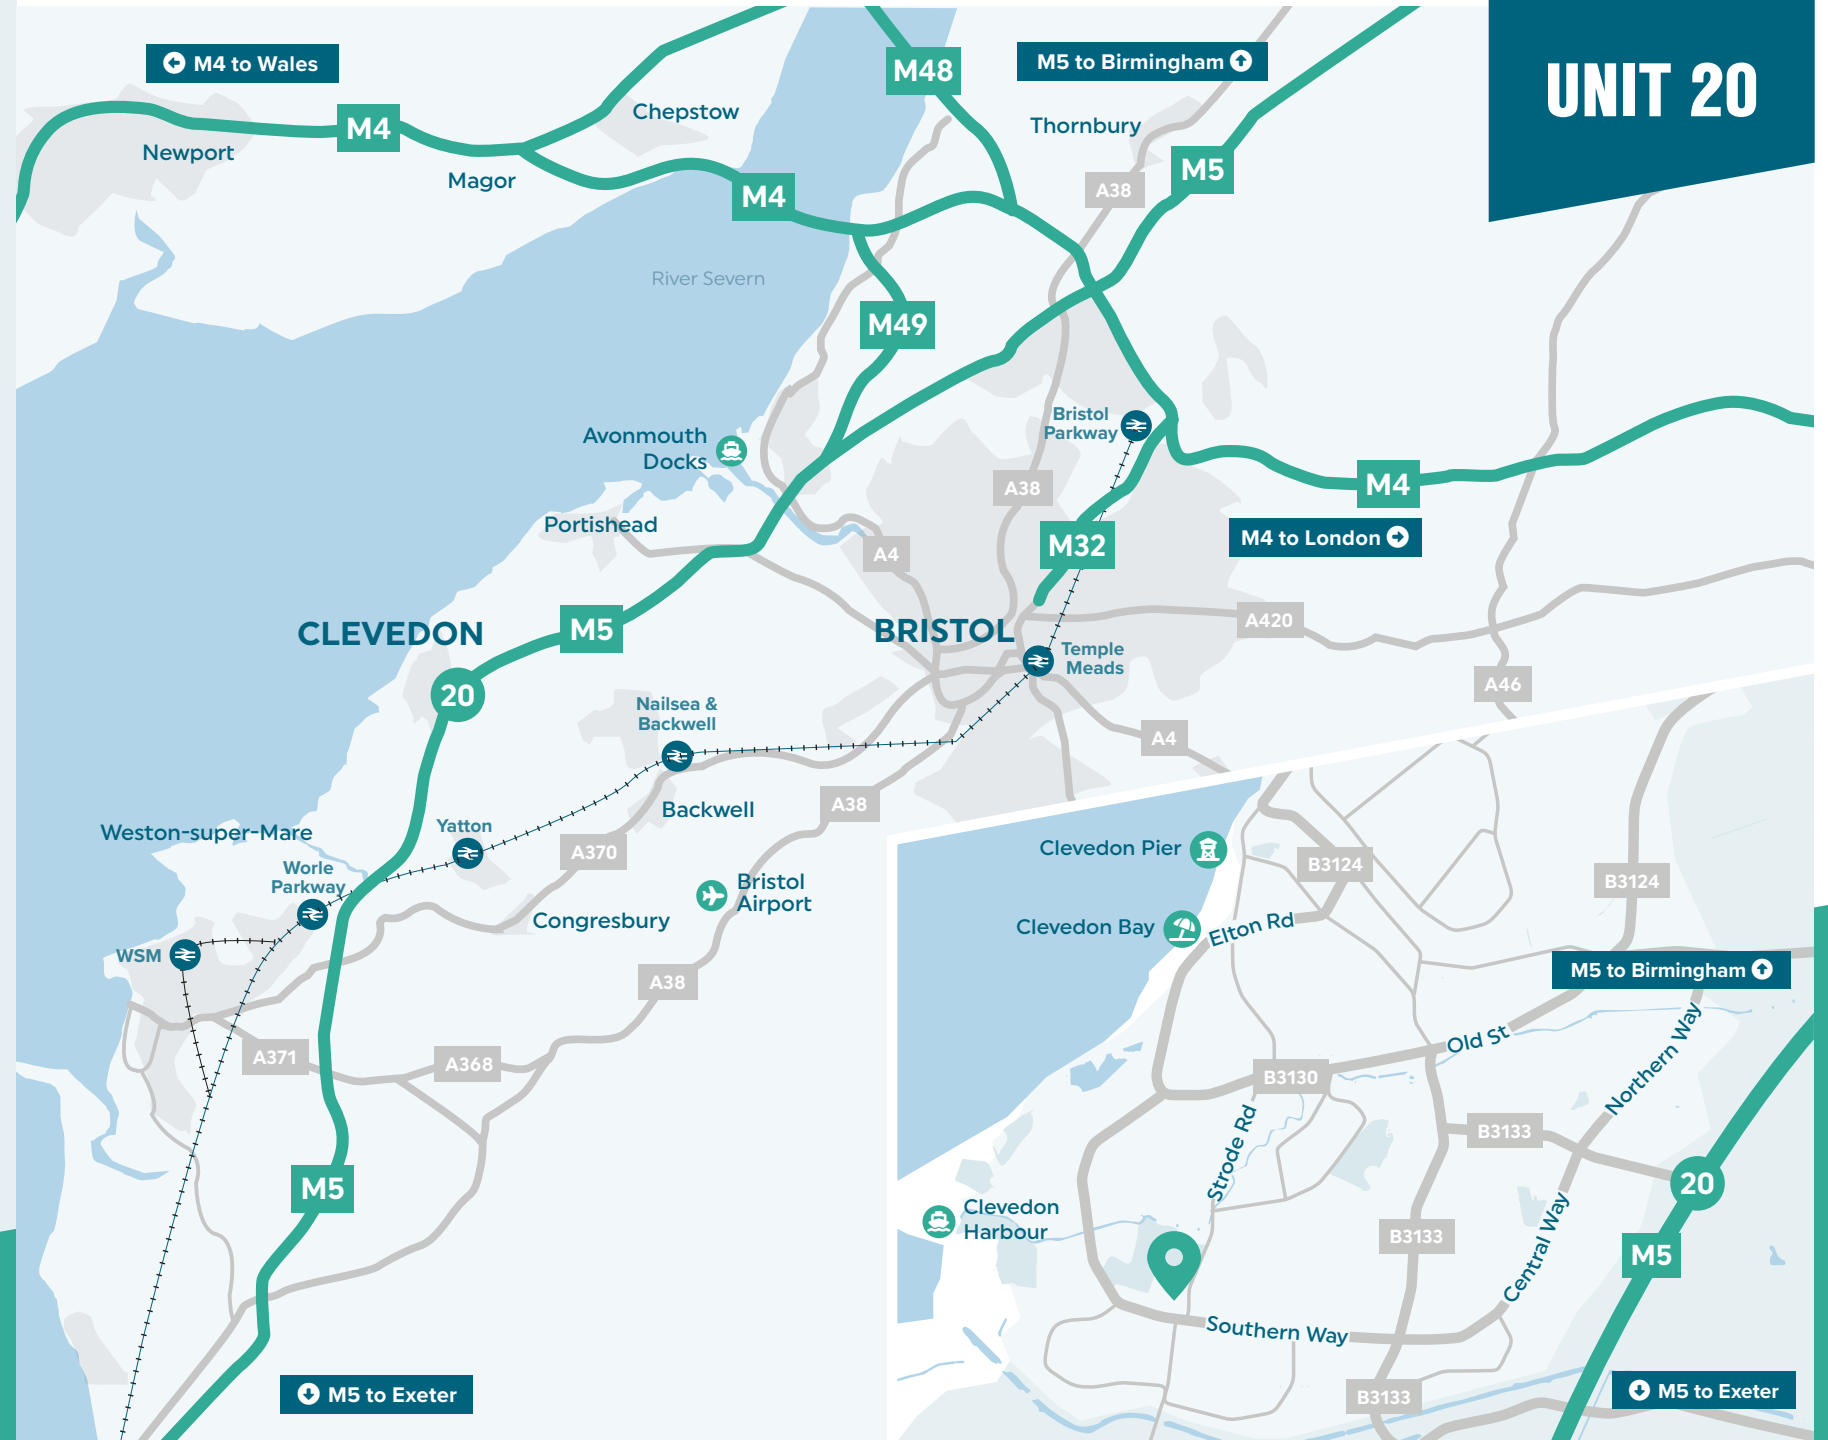 M4 to Wales
M48
M5 to Birmingham
UNIT 20
Chepstow
M4
Thornbury
Newport
Magor
M5
M4
A38
River Severn
M49
Bristol
Parkway
Avonmouth
Docks
A38
M4
Portishead
M4 to London
M32
A4
CLEVEDON
M5
BRISTOL
A420
Temple
Meads
20
A46
Nailsea &
Backwell
A4
A38
Backwell
Weston-super-Mare
Yatton
A370
Worle
Parkway
Bristol
Airport
Congresbury
WSM
A38
A371
A368
M5
M5 to Exeter
Clevedon Pier
B3124
B3124
Clevedon Bay
Elton Rd
M5 to Birmingham
Old St
Northern Way
B3130
Strode Rd
B3133
20
Clevedon
Harbour
B3133
Central Way
M5
Southern Way
B3133
M5 to Exeter